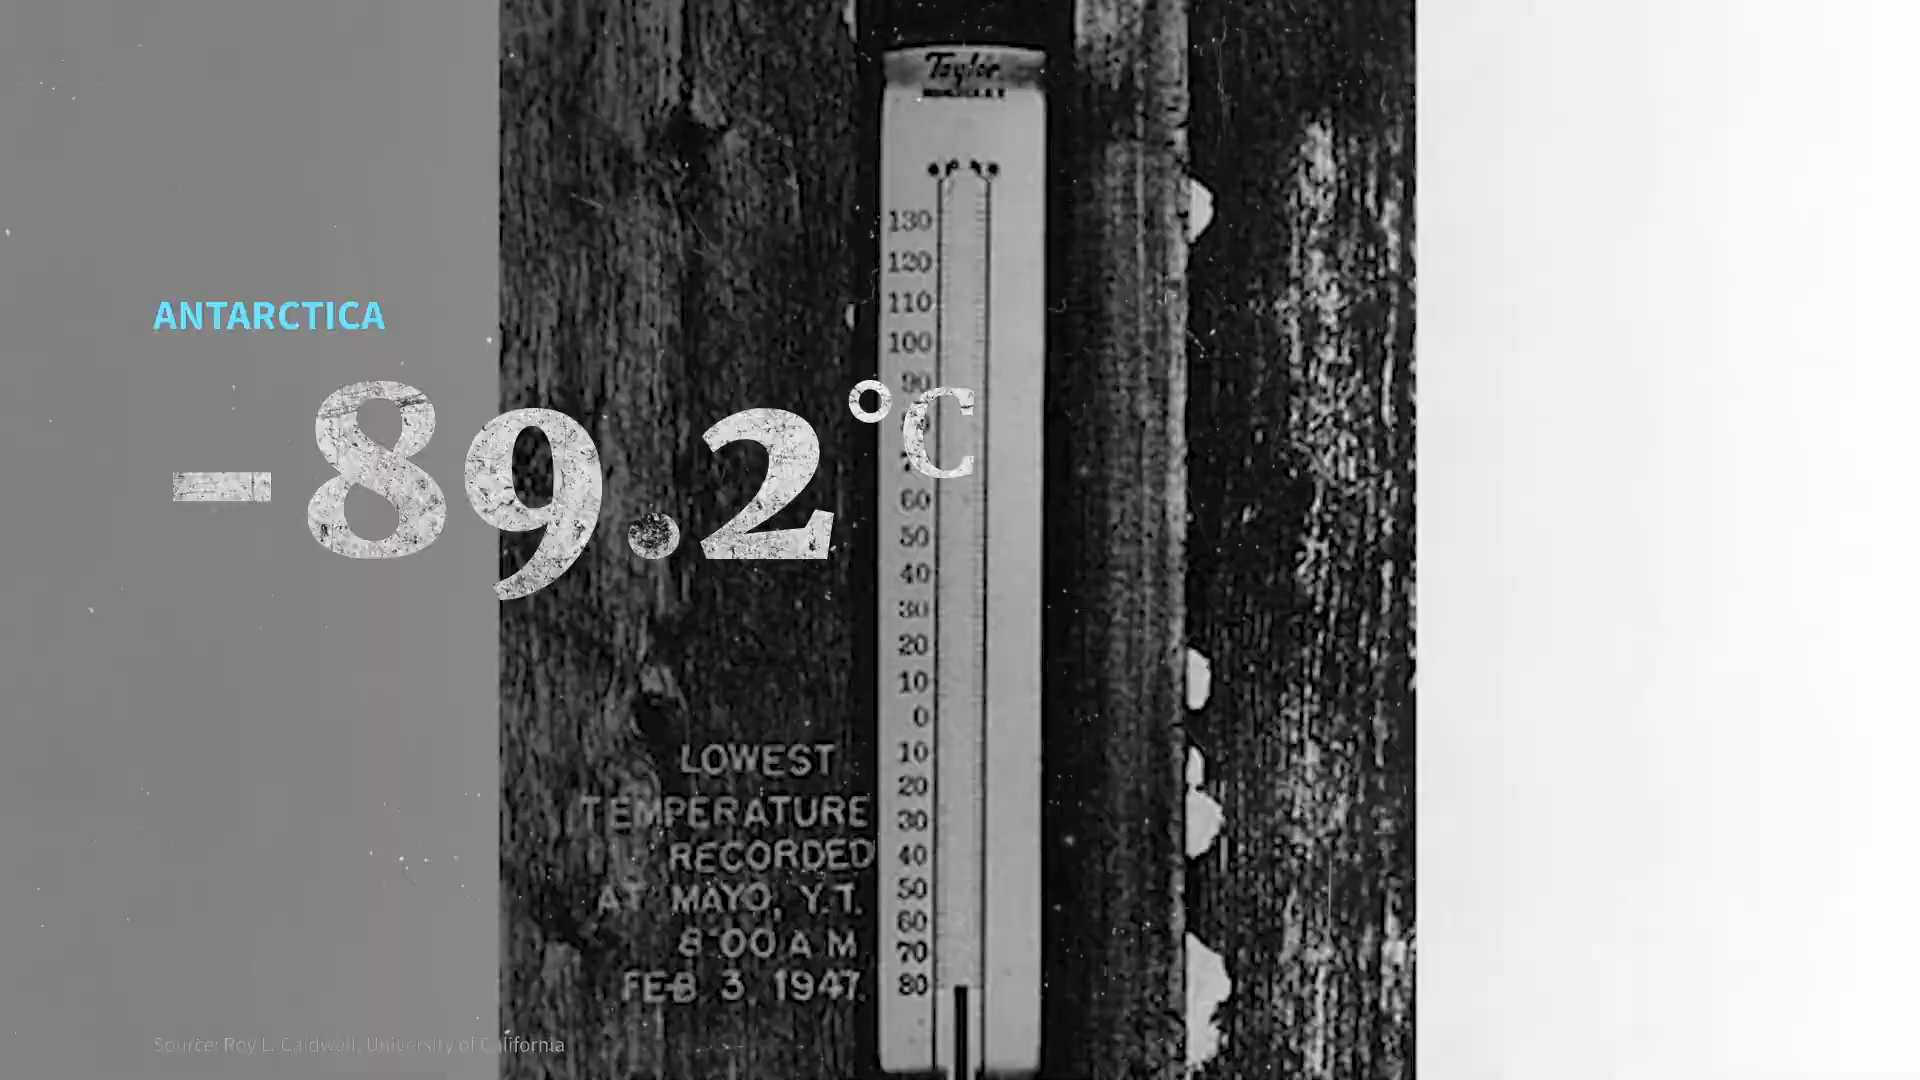 Taylor
130
120
110
100
90
60
50
40
30
20
10
0
10
20
30
40
50
60
70
80
ANTARCTICA
-89.2°C
LOWEST
TEMPERATURE
RECORDED
AT MAYO, Y.T.
8:00 A M
FEB 3, 1947.
Source: Roy L. Caldwell, University of California